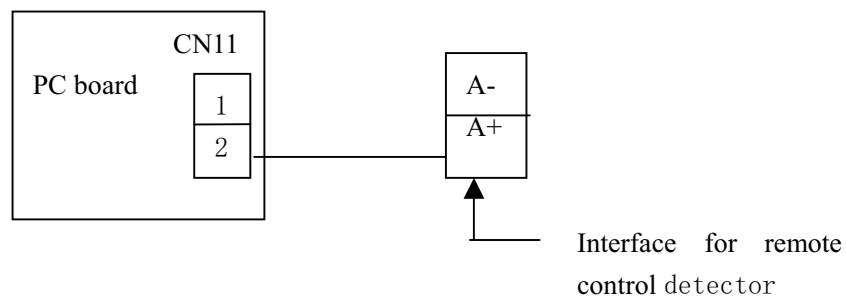 CN11
PC board
1
2
A-
A+
Interface for remote
control detector